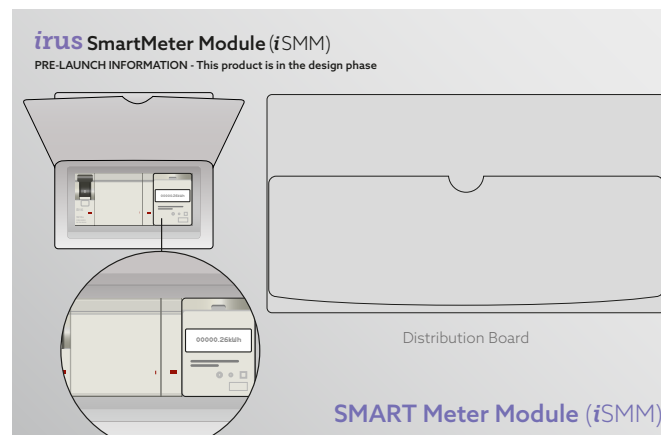 irus SmartMeter Module (iSMM)
PRE-LAUNCH INFORMATION - This product is in the design phase
00000.26kWh
Distribution Board
SMART Meter Module (iSMM)